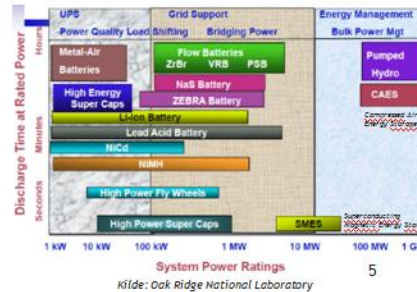 UPS
Grid Support
Energy Management
Power Quality Load Shifting
Bridging Power
Bulk Power Mgt
Discharge Time at Rated Power
Hours
Minutes
Seconds
Metal-Air
Batteries
Flow Batteries
ZrBr VRB PSB
Pumped
Hydro
NaS Battery
High Energy
Super Caps
ZEBRA Battery
CAES
Li-Ion Battery
Compressed Air
Energy Storage
Lead Acid Battery
NiCd
NiMH
High Power Fly Wheels
High Power Super Caps
SMES
Superconducting
Magnetic Energy
1 kW 10 kW 100 kW 1 MW 10 MW 100 MW 1 G
System Power Ratings
5
Kilde: Oak Ridge National Laboratory